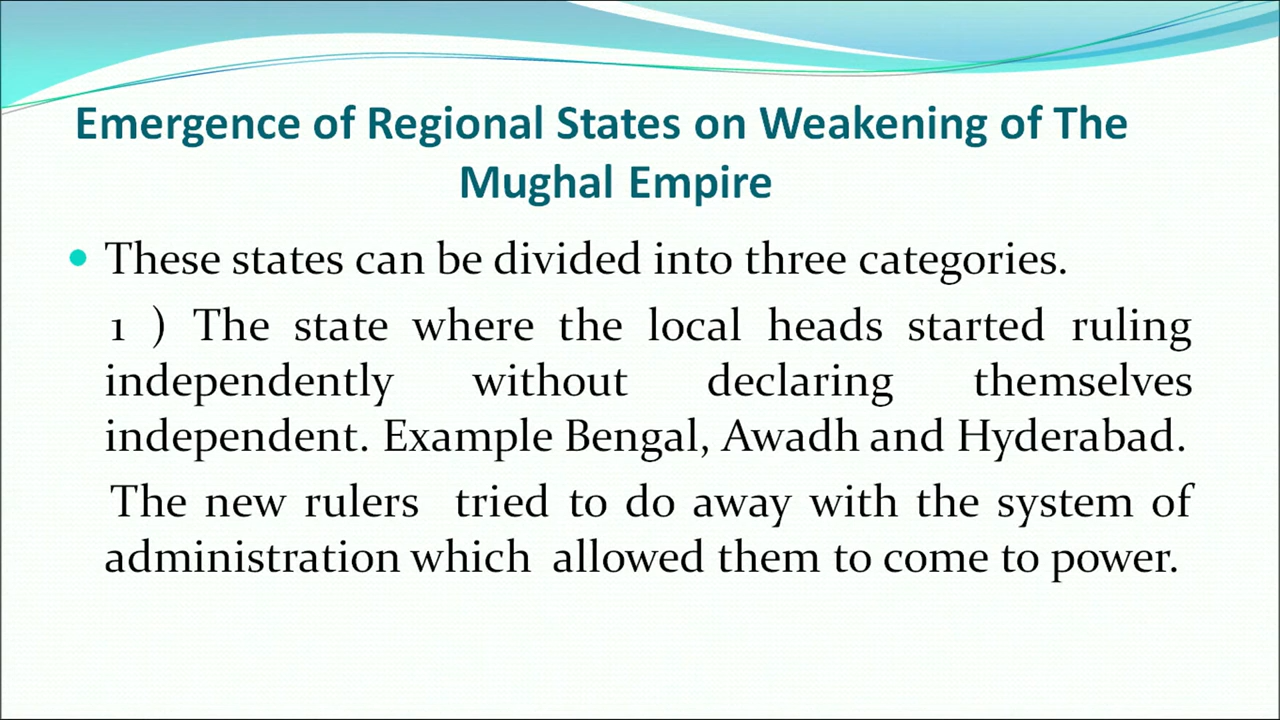 Emergence of Regional States on Weakening of The
Mughal Empire
• These states can be divided into three categories.
1 ) The state where the local heads started ruling
independently without declaring themselves
independent. Example Bengal, Awadh and Hyderabad.
The new rulers tried to do away with the system of
administration which allowed them to come to power.